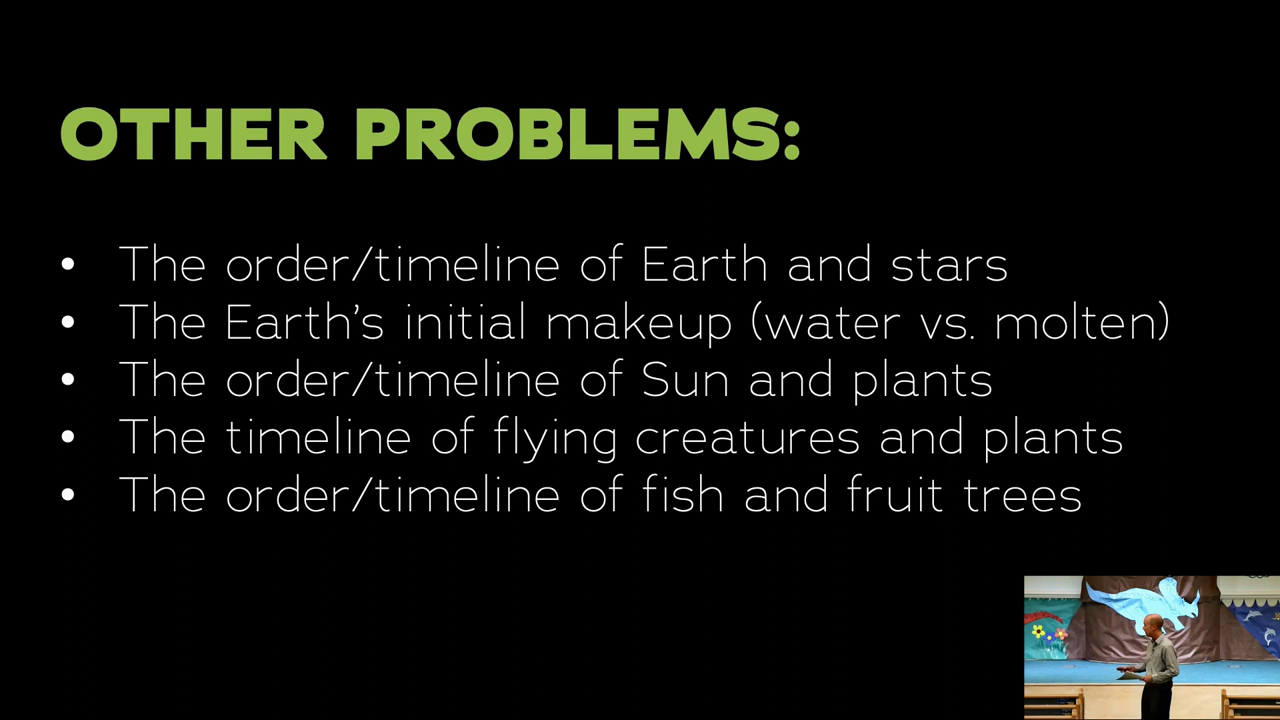 OTHER PROBLEMS:
• The order/timeline of Earth and stars
• The Earth's initial makeup (water vs. molten)
• The order/timeline of Sun and plants
• The timeline of flying creatures and plants
• The order/timeline of fish and fruit trees